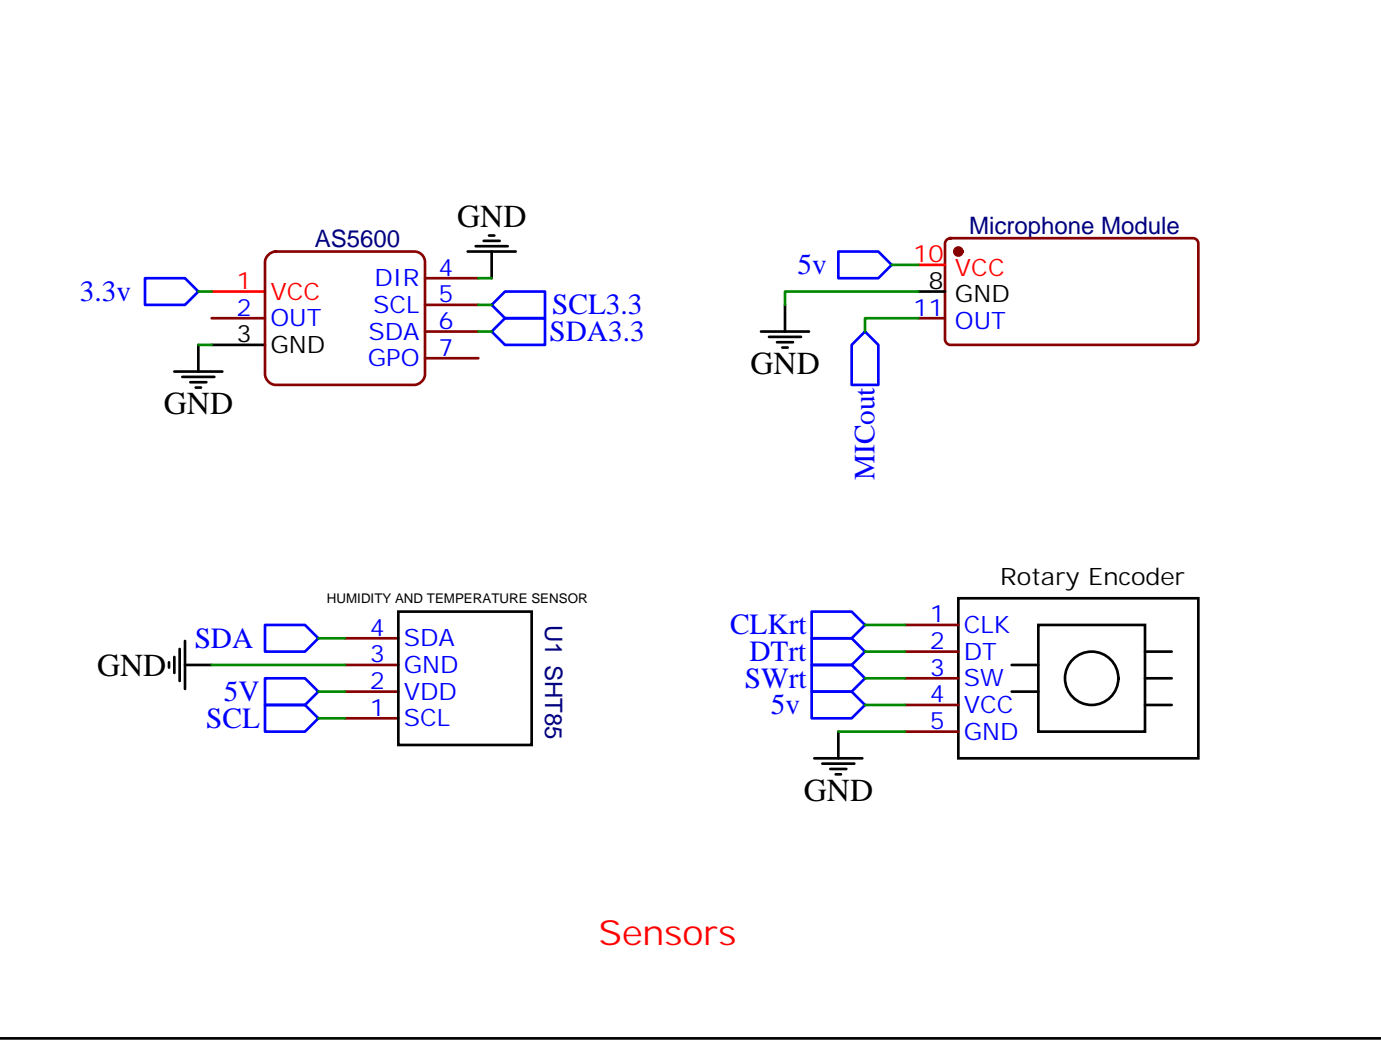 GND
AS5600
3.3v
1
VCC
2
OUT
3
GND
GND
DIR
4
SCL
5
SCL3.3
SDA
6
SDA3.3
GPO
7
Microphone Module
5v
10
VCC
8
GND
11
OUT
GND
MICout
HUMIDITY AND TEMPERATURE SENSOR
SDA
4
SDA
GND
3
GND
5V
2
VDD
SCL
1
SCL
U1 SHT85
Rotary Encoder
CLKrt
1
CLK
DTrt
2
DT
SWrt
3
SW
5v
4
VCC
5
GND
GND
Sensors